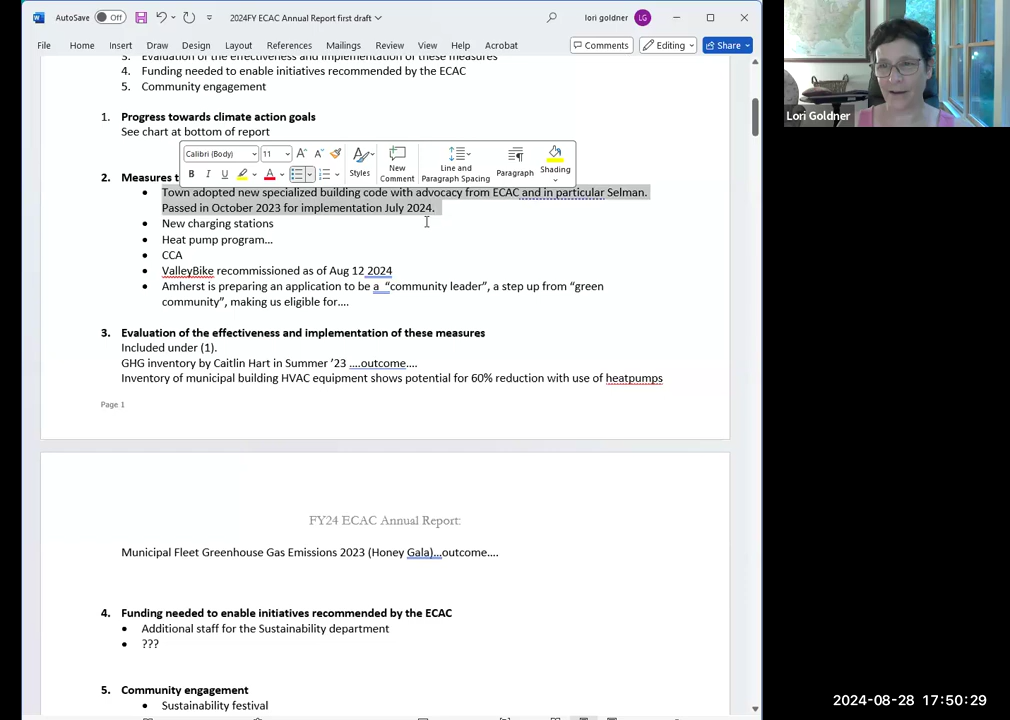 AutoSave Off 2024FY ECAC Annual Report first draft lori goldner LG
File Home Insert Draw Design Layout References Mailings Review View Help Acrobat Comments Editing Share
3. Evaluation of the effectiveness and implementation of these measures
4. Funding needed to enable initiatives recommended by the ECAC
5. Community engagement
1. Progress towards climate action goals
See chart at bottom of report
Calibri (Body) 11 A A
B I U A Styles New Comment Line and Paragraph Spacing Paragraph Shading
2. Measures t
• Town adopted new specialized building code with advocacy from ECAC and in particular Selman.
Passed in October 2023 for implementation July 2024.
• New charging stations
• Heat pump program…
• CCA
• ValleyBike recommissioned as of Aug 12 2024
• Amherst is preparing an application to be a “community leader”, a step up from “green
community”, making us eligible for….
3. Evaluation of the effectiveness and implementation of these measures
Included under (1).
GHG inventory by Caitlin Hart in Summer ’23 ….outcome….
Inventory of municipal building HVAC equipment shows potential for 60% reduction with use of heatpumps
Page 1
FY24 ECAC Annual Report:
Municipal Fleet Greenhouse Gas Emissions 2023 (Honey Gala)…outcome….
4. Funding needed to enable initiatives recommended by the ECAC
• Additional staff for the Sustainability department
• ???
5. Community engagement
• Sustainability festival
Lori Goldner
2024-08-28 17:50:29